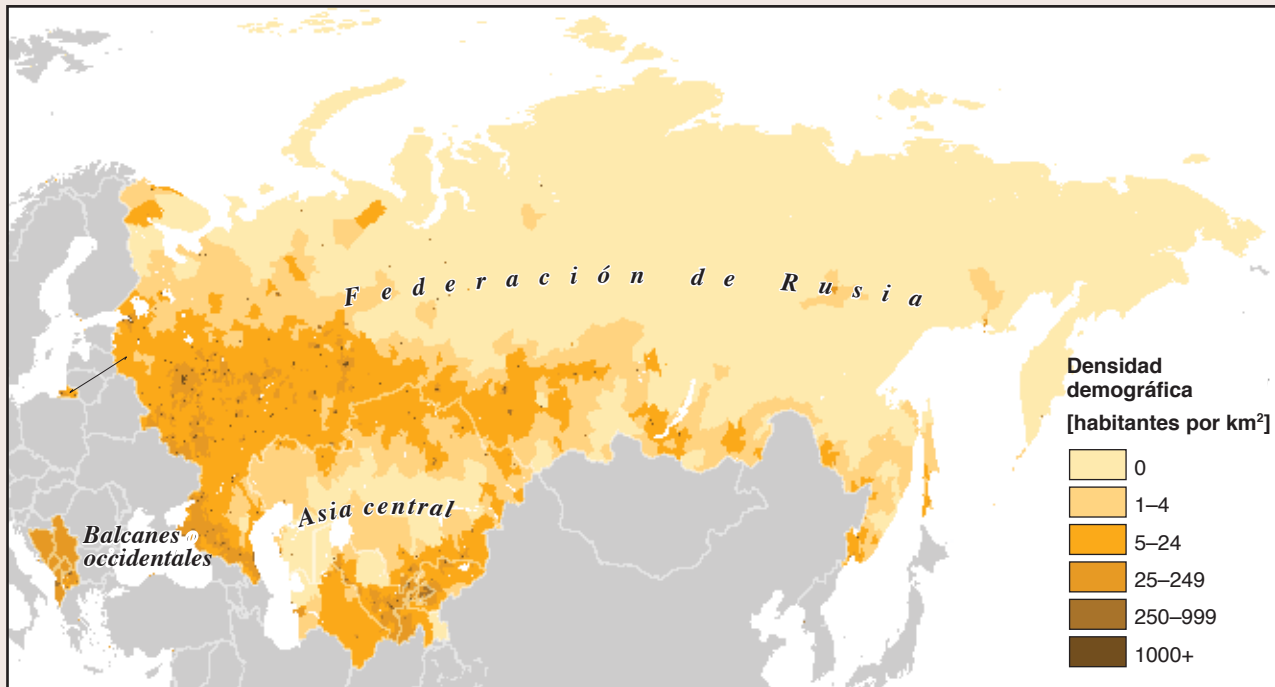 Federación de Rusia
Asia central
Balcanes
occidentales
Densidad
demográfica
[habitantes por km²]
0
1–4
5–24
25–249
250–999
1000+